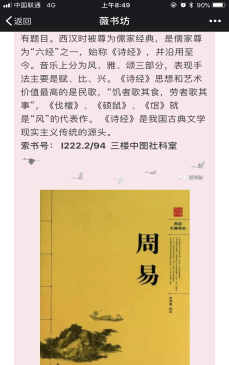 中国联通 4G 上午8:49 90%
薇书坊
有题目。西汉时被尊为儒家经典，是儒家尊
为“六经”之一，始称《诗经》，并沿用至
今。音乐上分为风、雅、颂三部分，表现手
法主要是赋、比、兴。《诗经》思想和艺术
价值最高的是民歌，“饥者歌其食，劳者歌其
事”，《伐檀》、《硕鼠》、《氓》就
是“风”的代表作。 《诗经》是我国古典文学
现实主义传统的源头。
索书号： I222.2/94 三楼中图社科室
周易